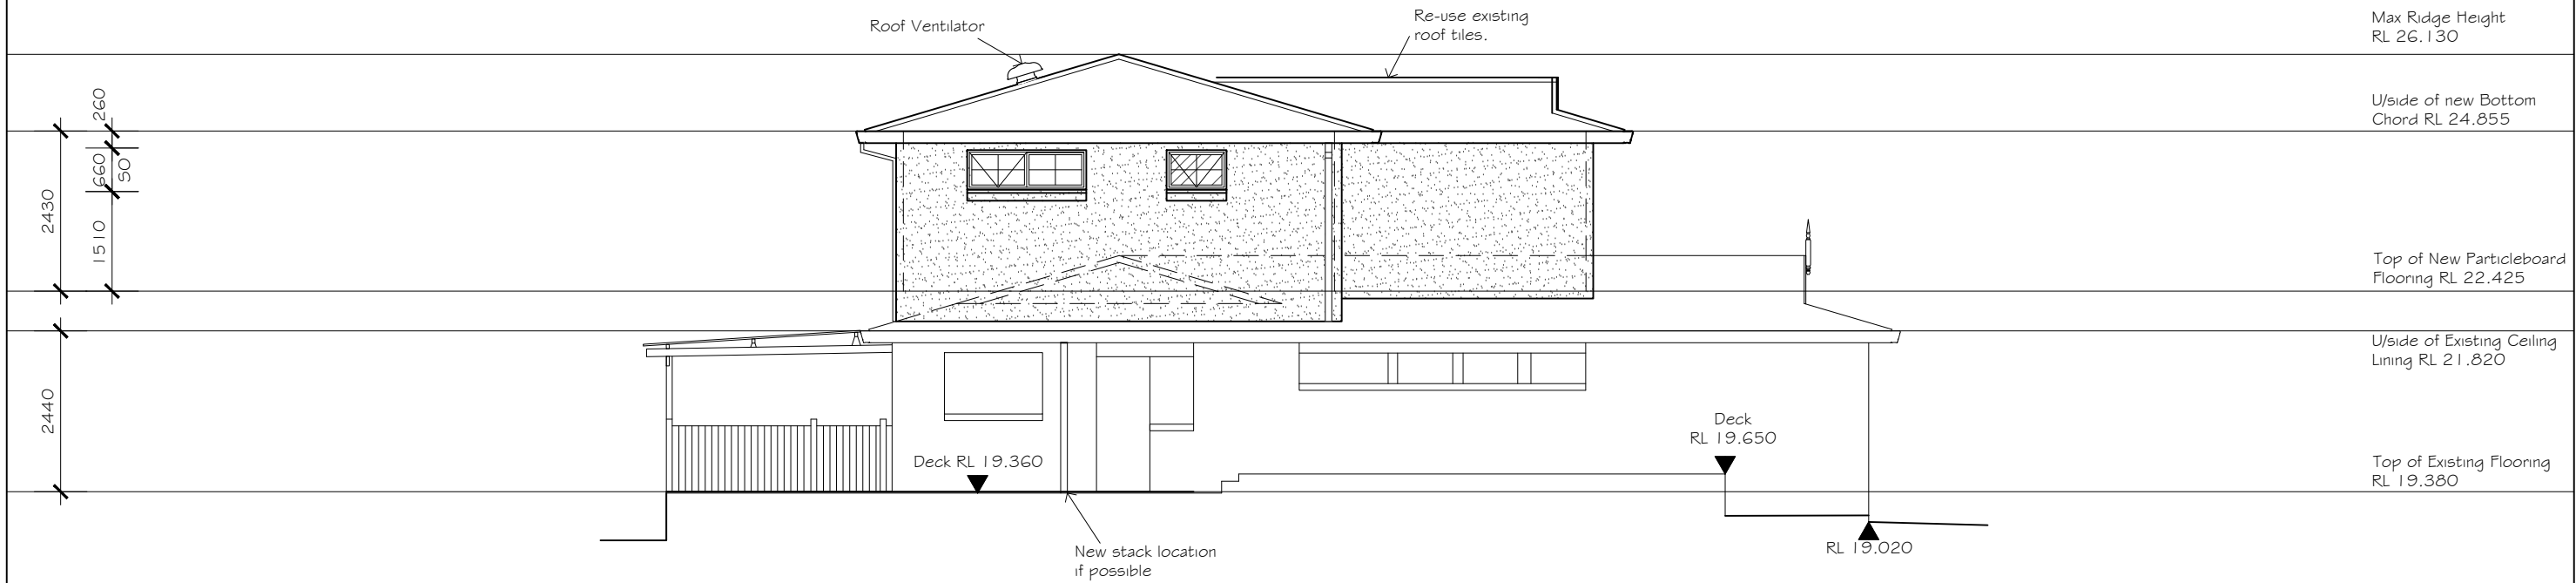 Roof Ventilator
Re-use existing
roof tiles.
Max Ridge Height
RL 26.130
260
U/side of new Bottom
Chord RL 24.855
660
50
2430
1510
Top of New Particleboard
Flooring RL 22.425
U/side of Existing Ceiling
Lining RL 21.820
2440
Deck
RL 19.650
Deck RL 19.360
Top of Existing Flooring
RL 19.380
New stack location
if possible
RL 19.020